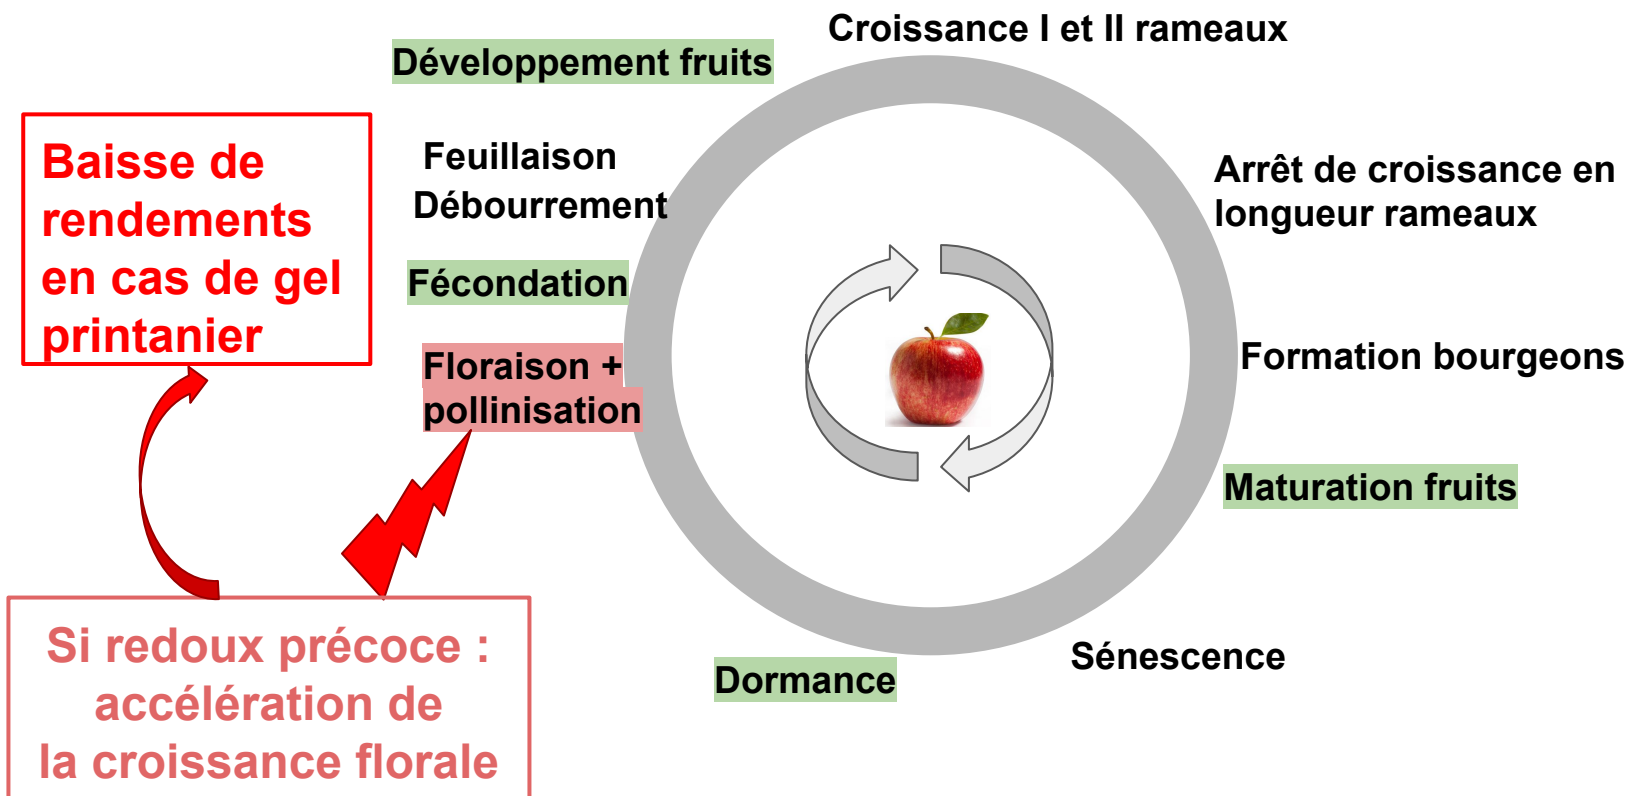 Croissance I et II rameaux
Développement fruits
Baisse de
rendements
en cas de gel
printanier
Feuillaison
Débourrement
Arrêt de croissance en
longueur rameaux
Fécondation
Floraison +
pollinisation
Formation bourgeons
Maturation fruits
Sénescence
Dormance
Si redoux précoce :
accélération de
la croissance florale